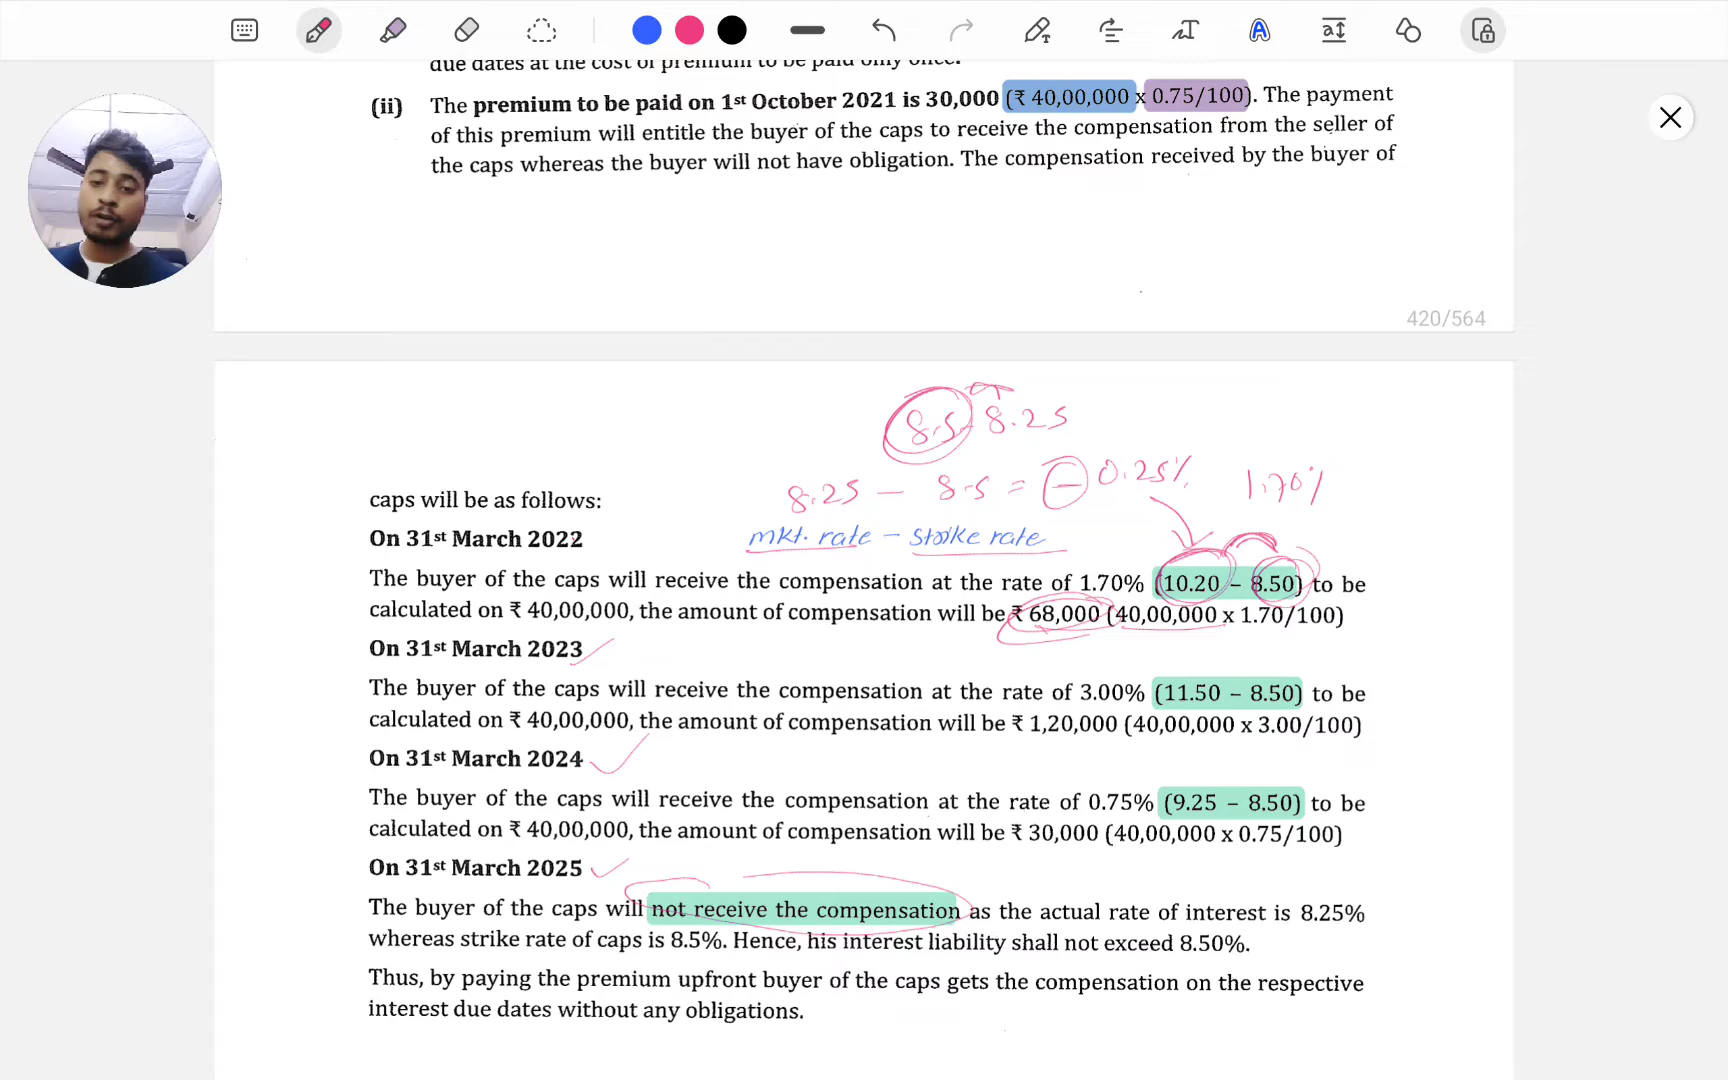 due dates at the cost of premium to be paid only once.
(ii) The premium to be paid on 1st October 2021 is 30,000 (₹ 40,00,000 x 0.75/100). The payment
of this premium will entitle the buyer of the caps to receive the compensation from the seller of
the caps whereas the buyer will not have obligation. The compensation received by the buyer of
420/564
8.5 - 8.25
8.25 - 8.5 = - 0.25% 1.70%
caps will be as follows:
On 31st March 2022
mkt. rate - strike rate
The buyer of the caps will receive the compensation at the rate of 1.70% (10.20 – 8.50) to be
calculated on ₹ 40,00,000, the amount of compensation will be ₹ 68,000 (40,00,000 x 1.70/100)
On 31st March 2023
The buyer of the caps will receive the compensation at the rate of 3.00% (11.50 – 8.50) to be
calculated on ₹ 40,00,000, the amount of compensation will be ₹ 1,20,000 (40,00,000 x 3.00/100)
On 31st March 2024
The buyer of the caps will receive the compensation at the rate of 0.75% (9.25 – 8.50) to be
calculated on ₹ 40,00,000, the amount of compensation will be ₹ 30,000 (40,00,000 x 0.75/100)
On 31st March 2025
The buyer of the caps will not receive the compensation as the actual rate of interest is 8.25%
whereas strike rate of caps is 8.5%. Hence, his interest liability shall not exceed 8.50%.
Thus, by paying the premium upfront buyer of the caps gets the compensation on the respective
interest due dates without any obligations.